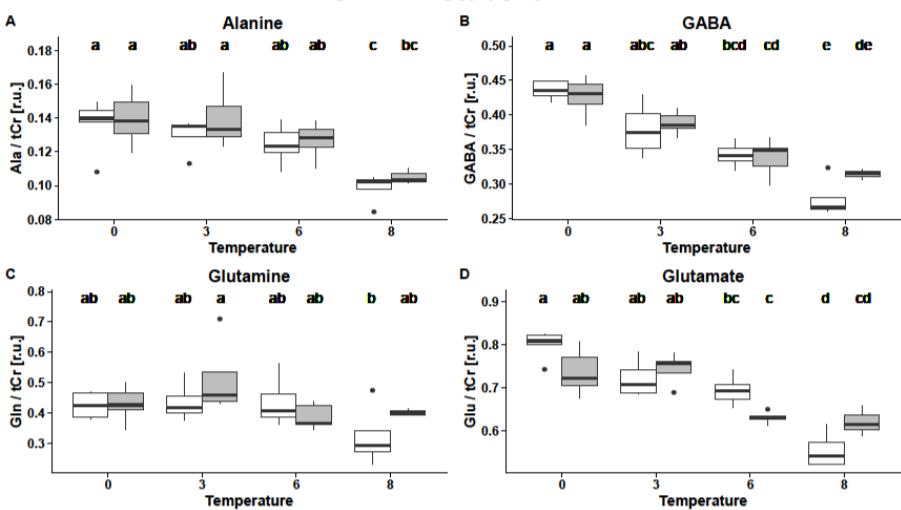 A Alanine
a a ab a ab ab c bc
0.18
0.16
0.14
0.12
0.10
0.08
Ala / tCr [r.u.]
0 3 6 8
Temperature
B GABA
a a abc ab bcd cd e de
0.50
0.45
0.40
0.35
0.30
0.25
GABA / tCr [r.u.]
0 3 6 8
Temperature
C Glutamine
ab ab ab a ab ab b ab
0.8
0.7
0.6
0.5
0.4
0.3
Gln / tCr [r.u.]
0 3 6 8
Temperature
D Glutamate
a ab ab ab bc c d cd
0.9
0.8
0.7
0.6
Glu / tCr [r.u.]
0 3 6 8
Temperature